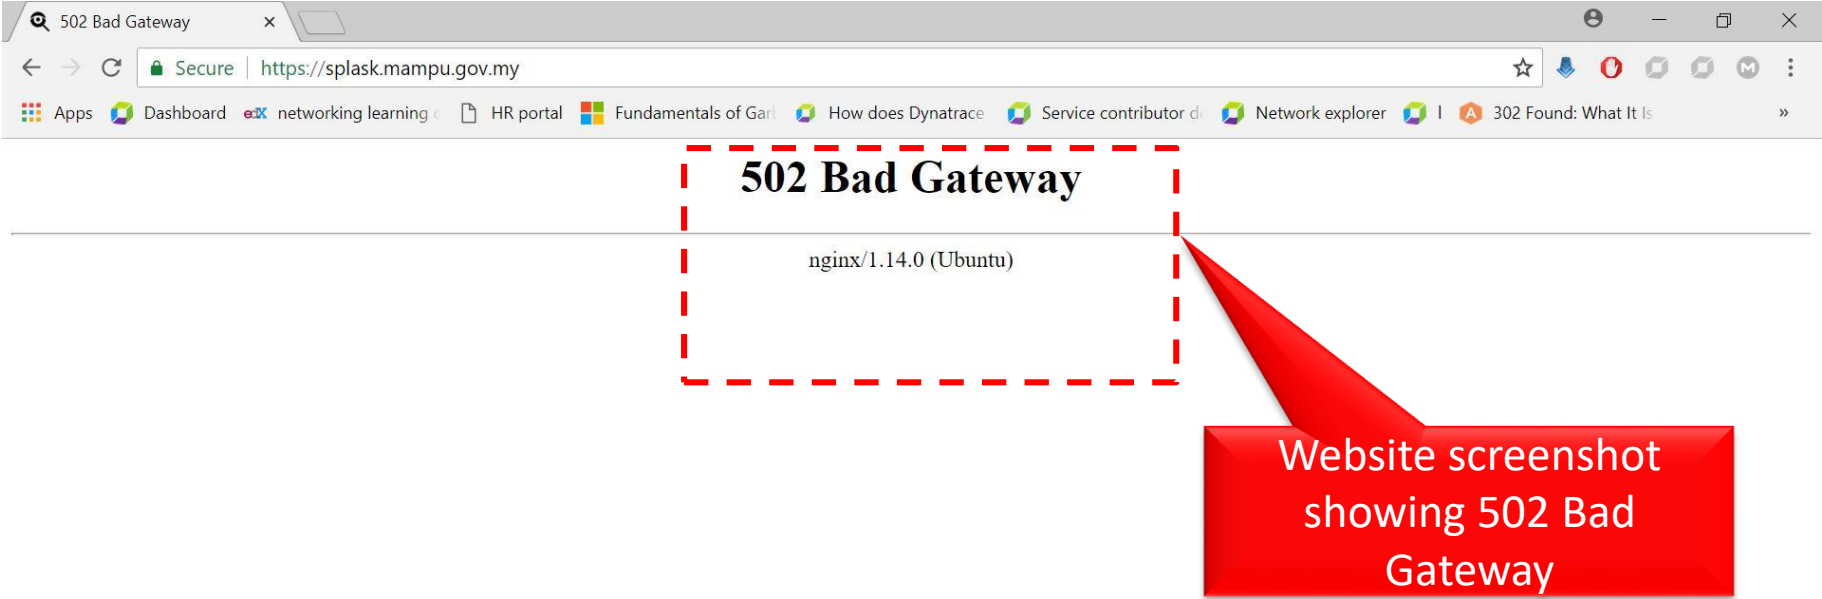 502 Bad Gateway
Secure https://splask.mampu.gov.my
Apps Dashboard edX networking learning HR portal Fundamentals of Gar How does Dynatrace Service contributor d Network explorer I A 302 Found: What It Is »
502 Bad Gateway
nginx/1.14.0 (Ubuntu)
Website screenshot
showing 502 Bad
Gateway